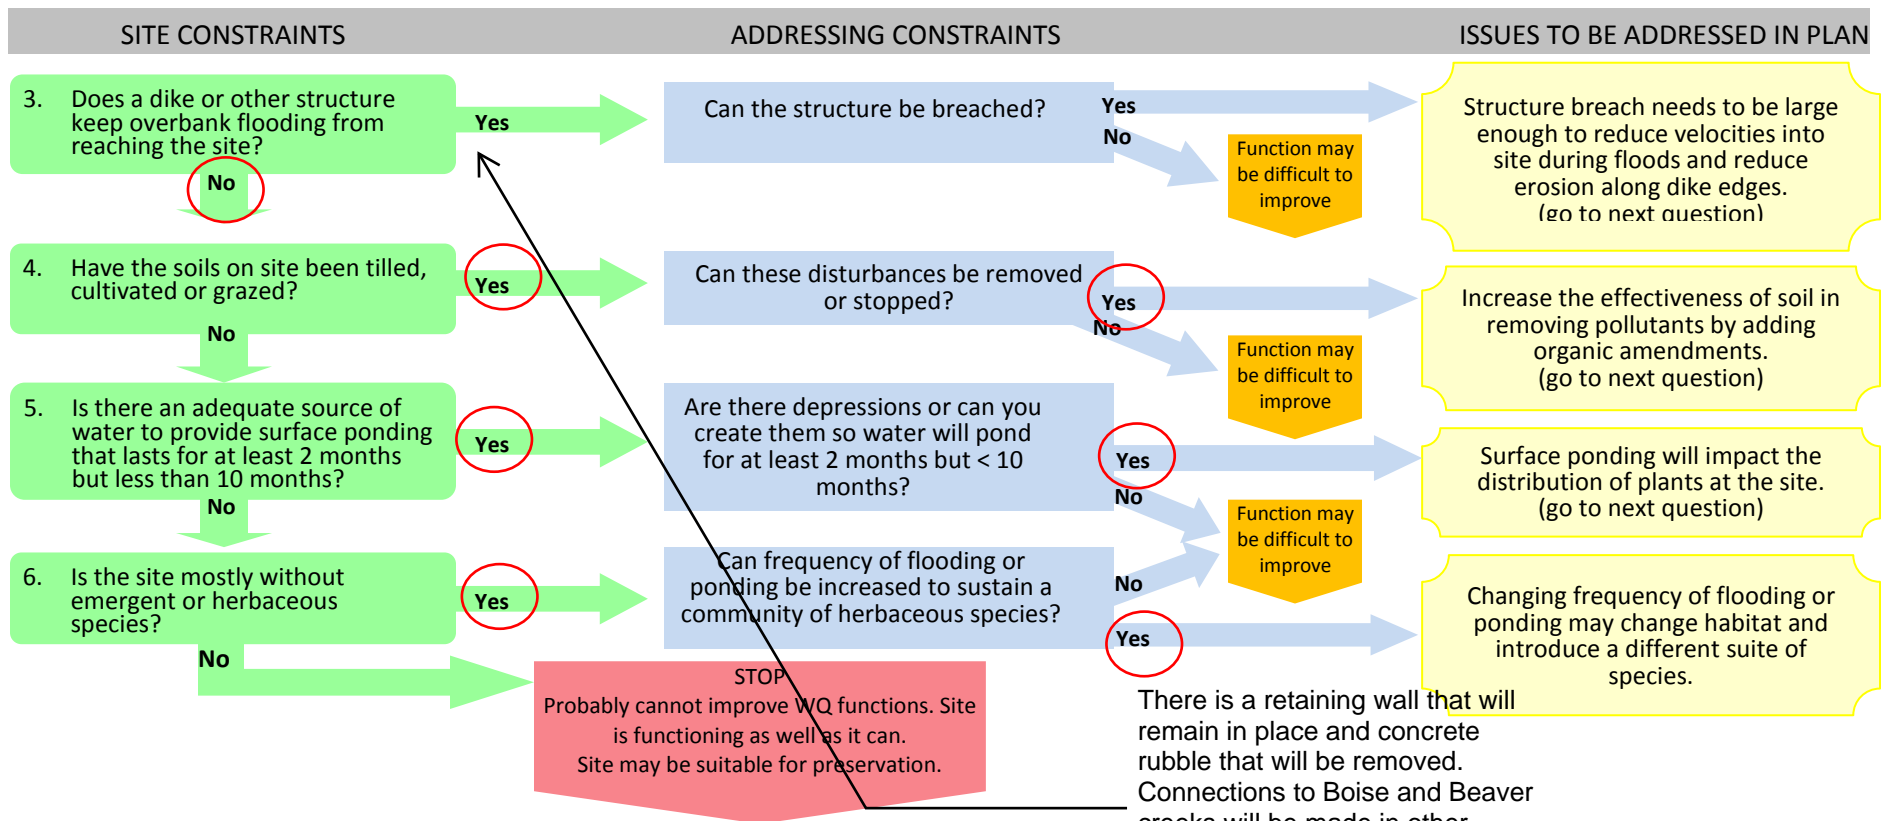 SITE CONSTRAINTS
ADDRESSING CONSTRAINTS
ISSUES TO BE ADDRESSED IN PLAN
3. Does a dike or other structure
keep overbank flooding from
reaching the site?
Yes
No
Can the structure be breached?
Yes
No
Function may
be difficult to
improve
Structure breach needs to be large
enough to reduce velocities into
site during floods and reduce
erosion along dike edges.
(go to next question)
4. Have the soils on site been tilled,
cultivated or grazed?
Yes
No
Can these disturbances be removed
or stopped?
Yes
No
Function may
be difficult to
improve
Increase the effectiveness of soil in
removing pollutants by adding
organic amendments.
(go to next question)
5. Is there an adequate source of
water to provide surface ponding
that lasts for at least 2 months
but less than 10 months?
Yes
No
Are there depressions or can you
create them so water will pond
for at least 2 months but < 10
months?
Yes
No
Function may
be difficult to
improve
Surface ponding will impact the
distribution of plants at the site.
(go to next question)
6. Is the site mostly without
emergent or herbaceous
species?
Yes
No
Can frequency of flooding or
ponding be increased to sustain a
community of herbaceous species?
No
Yes
Changing frequency of flooding or
ponding may change habitat and
introduce a different suite of
species.
STOP
Probably cannot improve WQ functions. Site
is functioning as well as it can.
Site may be suitable for preservation.
There is a retaining wall that will
remain in place and concrete
rubble that will be removed.
Connections to Boise and Beaver
creeks will be made in other